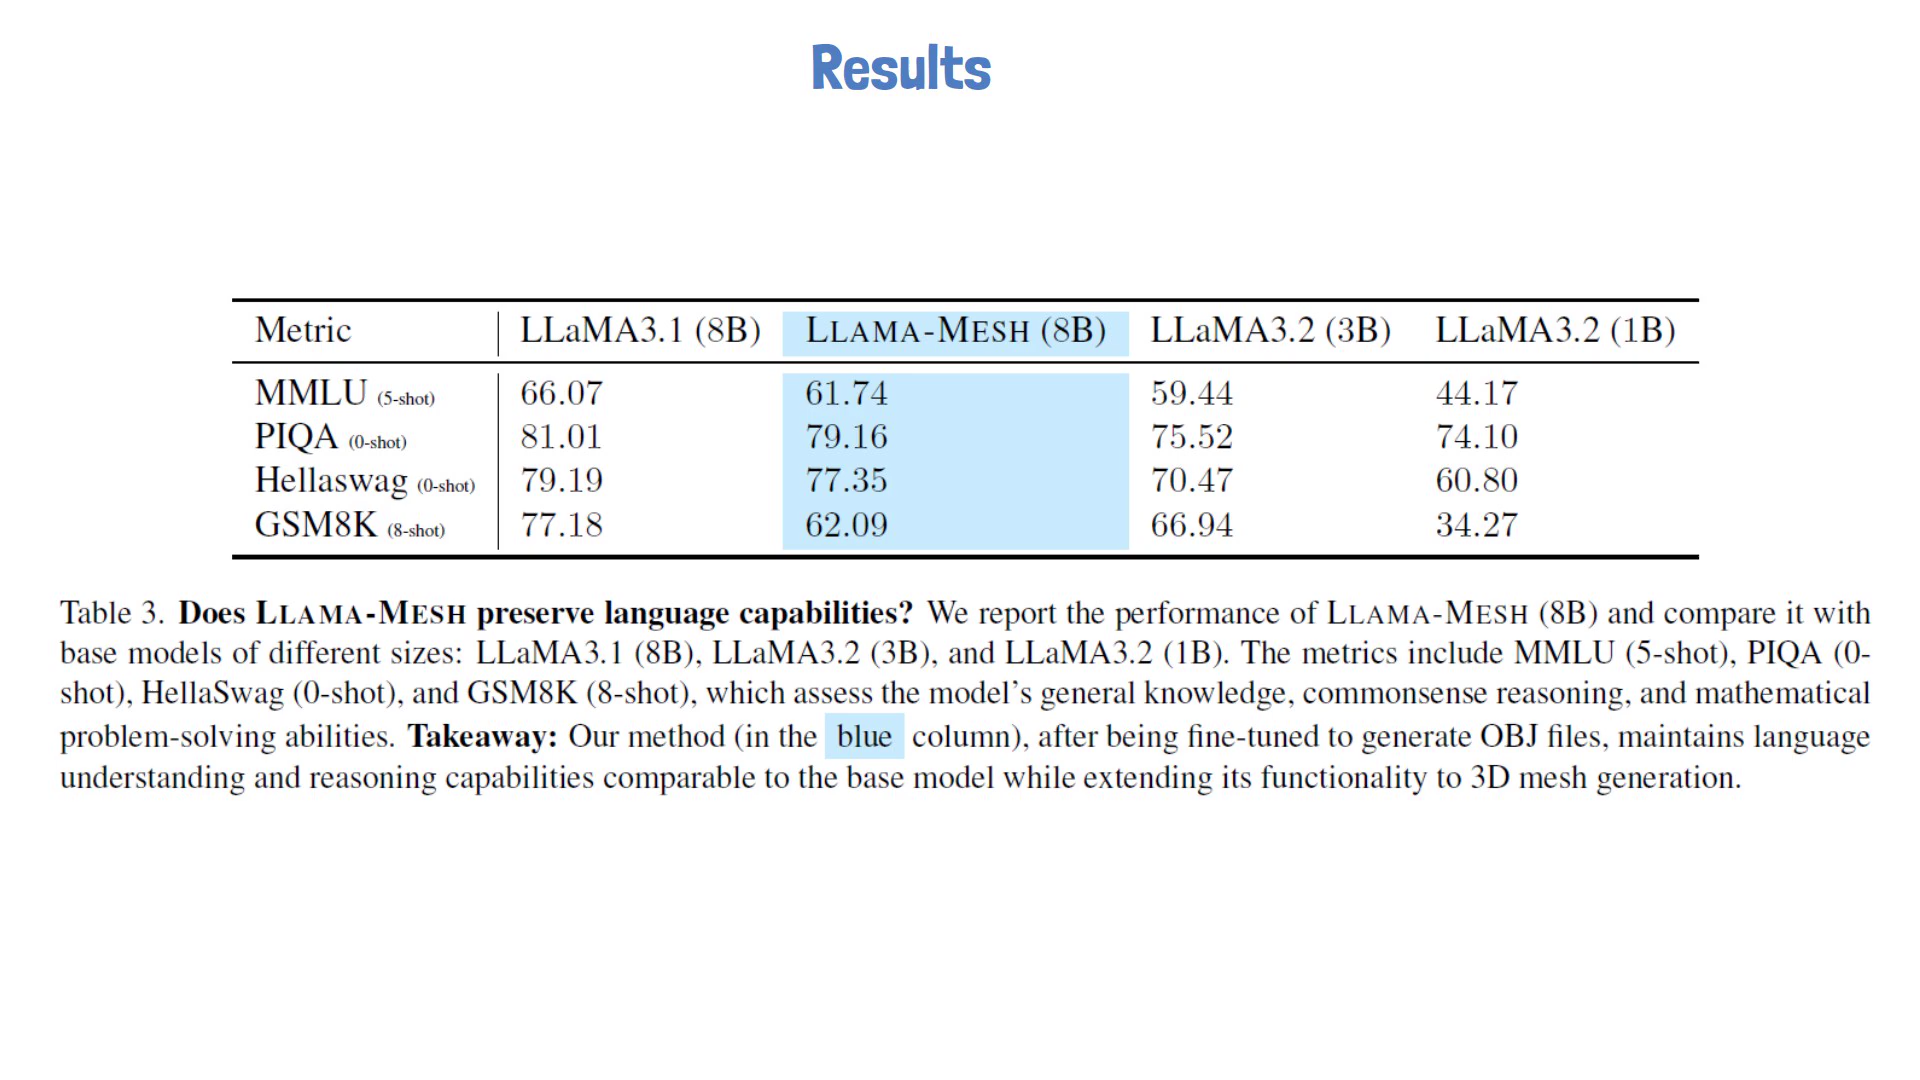 Results
Metric LLaMA3.1 (8B) LLAMA-MESH (8B) LLaMA3.2 (3B) LLaMA3.2 (1B)
MMLU (5-shot) 66.07 61.74 59.44 44.17
PIQA (0-shot) 81.01 79.16 75.52 74.10
Hellaswag (0-shot) 79.19 77.35 70.47 60.80
GSM8K (8-shot) 77.18 62.09 66.94 34.27
Table 3. Does LLAMA-MESH preserve language capabilities? We report the performance of LLAMA-MESH (8B) and compare it with
base models of different sizes: LLaMA3.1 (8B), LLaMA3.2 (3B), and LLaMA3.2 (1B). The metrics include MMLU (5-shot), PIQA (0-
shot), HellaSwag (0-shot), and GSM8K (8-shot), which assess the model's general knowledge, commonsense reasoning, and mathematical
problem-solving abilities. Takeaway: Our method (in the blue column), after being fine-tuned to generate OBJ files, maintains language
understanding and reasoning capabilities comparable to the base model while extending its functionality to 3D mesh generation.